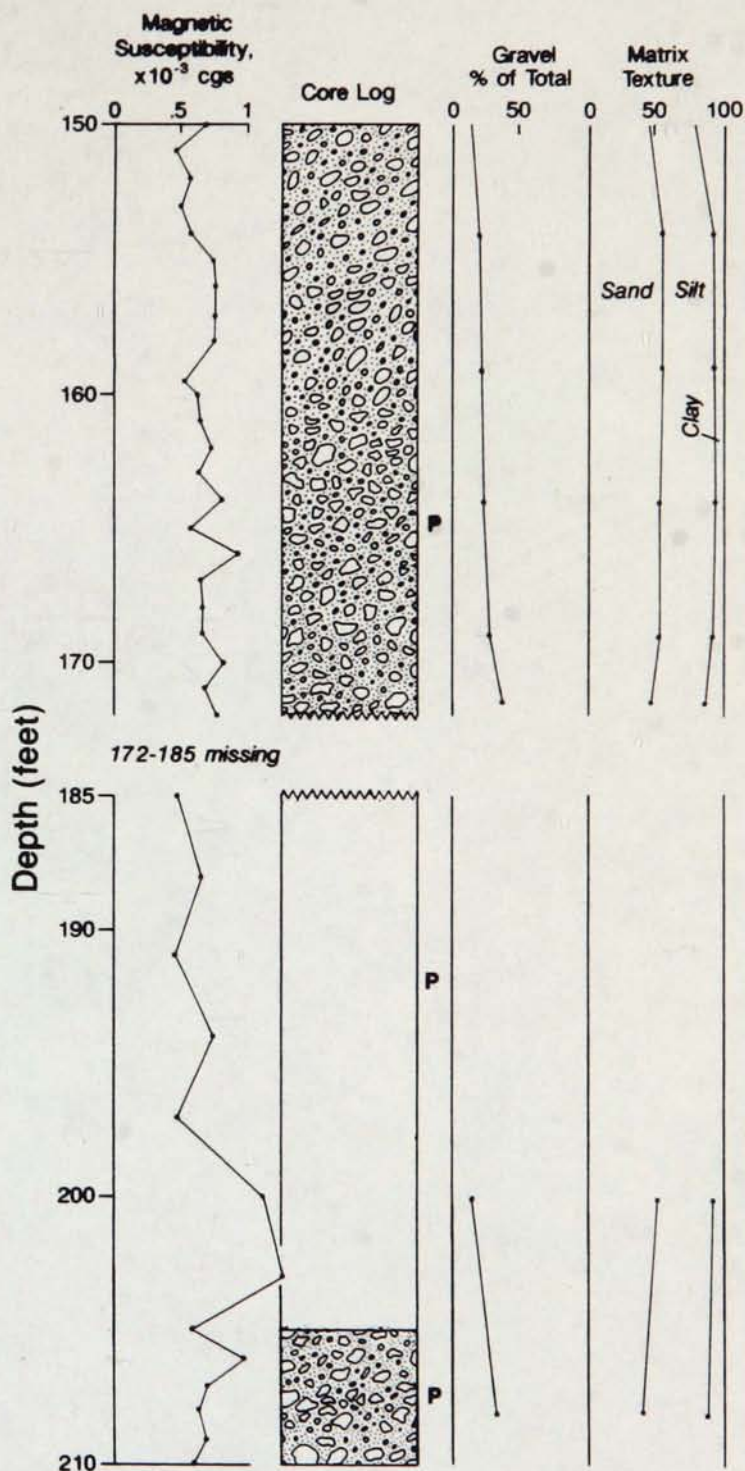 Magnetic
Susceptibility,
x10⁻³ cgs
0 .5 1
Core Log
Gravel
% of Total
0 50
Matrix
Texture
0 50 100
150
160
170
Sand Silt
Clay
P
172-185 missing
Depth (feet)
185
190
P
200
P
210